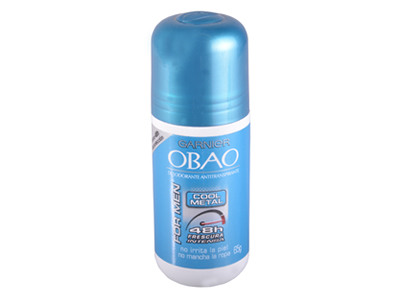 GARNIER
OBAO
DESODORANTE ANTITRANSPIRANTE
FOR MEN
COOL
METAL
48h
FRESCURA
INTENSA
no irrita la piel
no mancha la ropa
65g